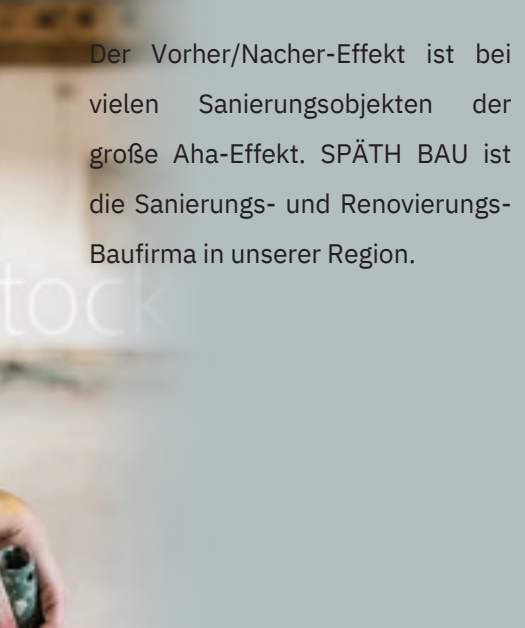 Der Vorher/Nacher-Effekt ist bei
vielen Sanierungsobjekten der
große Aha-Effekt. SPÄTH BAU ist
die Sanierungs- und Renovierungs-
Baufirma in unserer Region.
tock